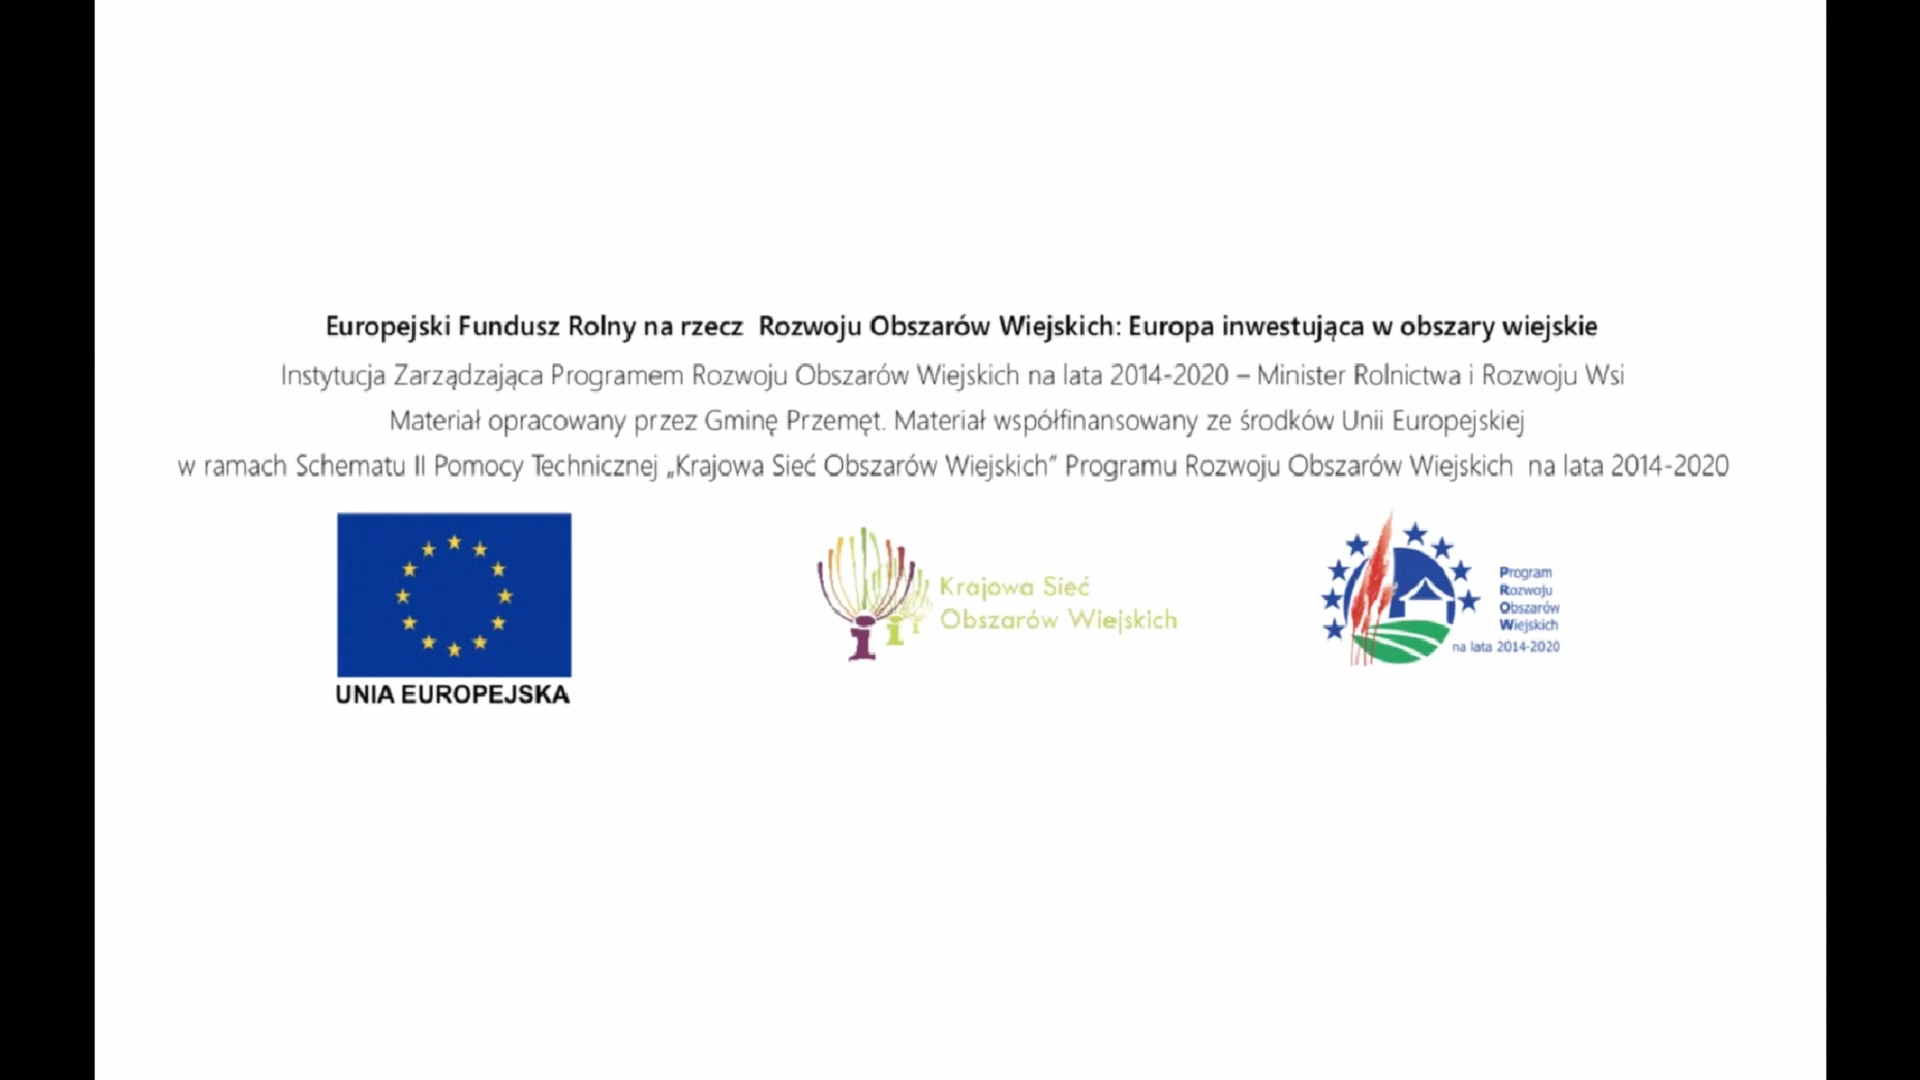 Europejski Fundusz Rolny na rzecz Rozwoju Obszarów Wiejskich: Europa inwestująca w obszary wiejskie
Instytucja Zarządzająca Programem Rozwoju Obszarów Wiejskich na lata 2014-2020 – Minister Rolnictwa i Rozwoju Wsi
Materiał opracowany przez Gminę Przemęt. Materiał współfinansowany ze środków Unii Europejskiej
w ramach Schematu II Pomocy Technicznej „Krajowa Sieć Obszarów Wiejskich” Programu Rozwoju Obszarów Wiejskich na lata 2014-2020
UNIA EUROPEJSKA
Krajowa Sieć
Obszarów Wiejskich
Program
Rozwoju
Obszarów
Wiejskich
na lata 2014-2020